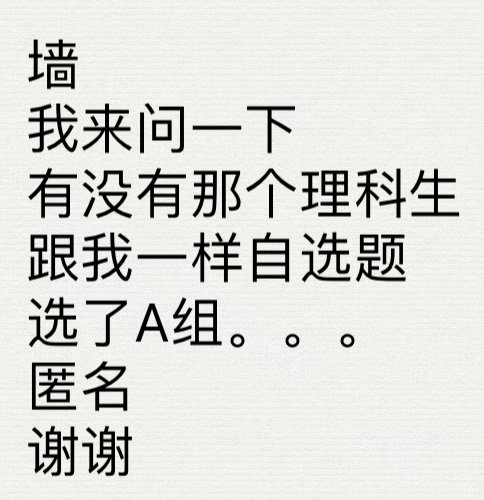 墙
我来问一下
有没有那个理科生
跟我一样自选题
选了A组。。。
匿名
谢谢